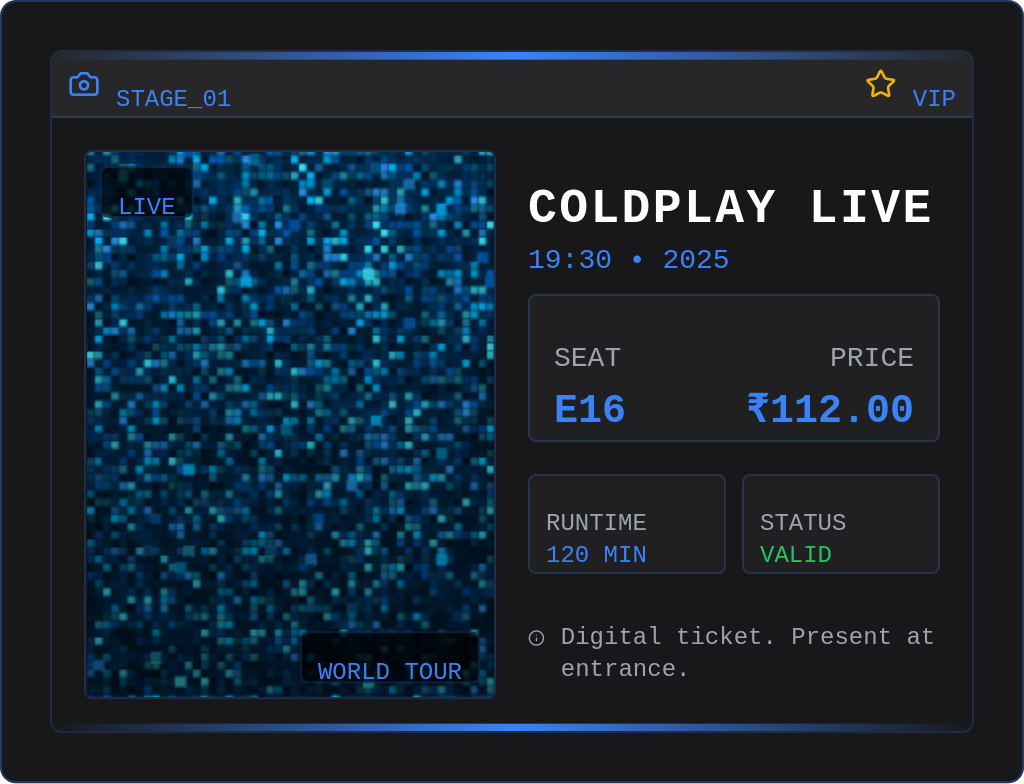 STAGE_01
VIP
LIVE
WORLD TOUR
COLDPLAY LIVE
19:30 • 2025
SEAT
PRICE
E16
₹112.00
RUNTIME
120 MIN
STATUS
VALID
Digital ticket. Present at
entrance.